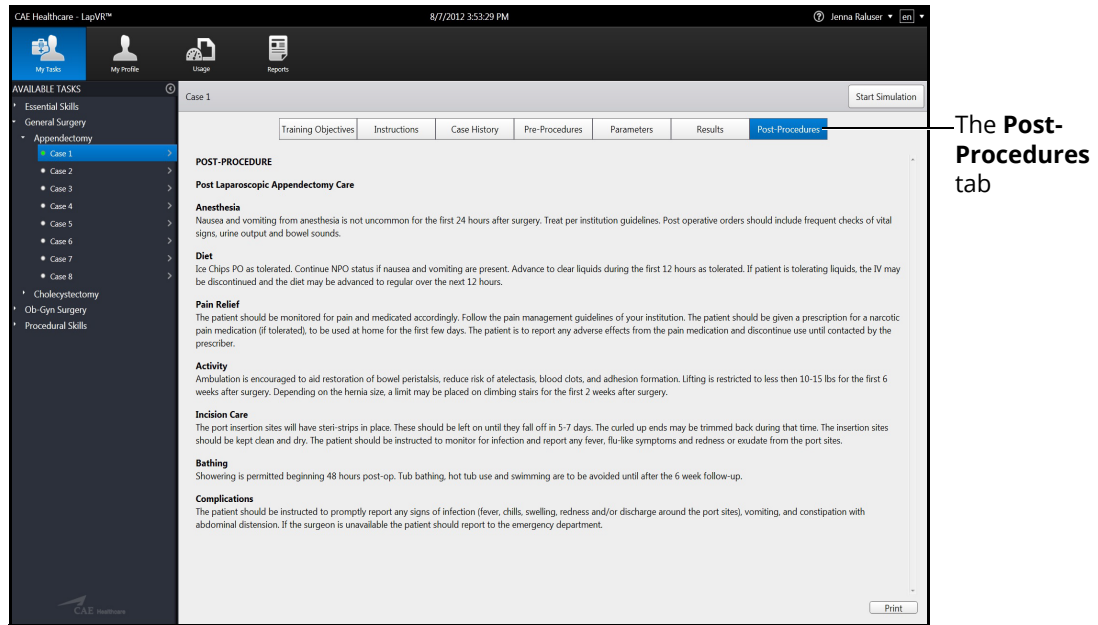 CAE Healthcare - LapVR™
8/7/2012 3:53:29 PM
? Jenna Raluser en
My Tasks
My Profile
Usage
Reports
AVAILABLE TASKS
Essential Skills
General Surgery
Appendectomy
Case 1
Case 2
Case 3
Case 4
Case 5
Case 6
Case 7
Case 8
Cholecystectomy
Ob-Gyn Surgery
Procedural Skills
CAE Healthcare
Case 1
Start Simulation
Training Objectives Instructions Case History Pre-Procedures Parameters Results Post-Procedures
POST-PROCEDURE
Post Laparoscopic Appendectomy Care
Anesthesia
Nausea and vomiting from anesthesia is not uncommon for the first 24 hours after surgery. Treat per institution guidelines. Post operative orders should include frequent checks of vital
signs, urine output and bowel sounds.
Diet
Ice Chips PO as tolerated. Continue NPO status if nausea and vomiting are present. Advance to clear liquids during the first 12 hours as tolerated. If patient is tolerating liquids, the IV may
be discontinued and the diet may be advanced to regular over the next 12 hours.
Pain Relief
The patient should be monitored for pain and medicated accordingly. Follow the pain management guidelines of your institution. The patient should be given a prescription for a narcotic
pain medication (if tolerated), to be used at home for the first few days. The patient is to report any adverse effects from the pain medication and discontinue use until contacted by the
prescriber.
Activity
Ambulation is encouraged to aid restoration of bowel peristalsis, reduce risk of atelectasis, blood clots, and adhesion formation. Lifting is restricted to less then 10-15 lbs for the first 6
weeks after surgery. Depending on the hernia size, a limit may be placed on climbing stairs for the first 2 weeks after surgery.
Incision Care
The port insertion sites will have steri-strips in place. These should be left on until they fall off in 5-7 days. The curled up ends may be trimmed back during that time. The insertion sites
should be kept clean and dry. The patient should be instructed to monitor for infection and report any fever, flu-like symptoms and redness or exudate from the port sites.
Bathing
Showering is permitted beginning 48 hours post-op. Tub bathing, hot tub use and swimming are to be avoided until after the 6 week follow-up.
Complications
The patient should be instructed to promptly report any signs of infection (fever, chills, swelling, redness and/or discharge around the port sites), vomiting, and constipation with
abdominal distension. If the surgeon is unavailable the patient should report to the emergency department.
Print
The Post-
Procedures
tab